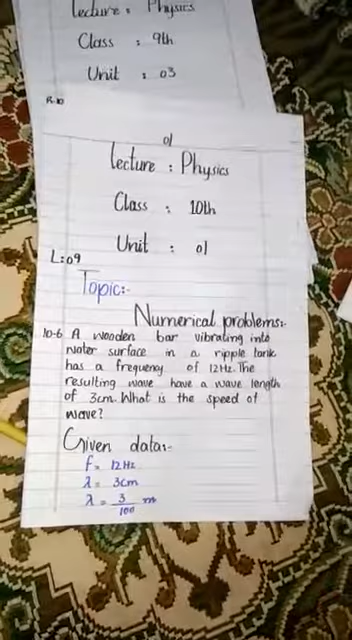 Lecture : Physics
Class : 9th
Unit : 03
R.10
01
Lecture : Physics
Class : 10th
Unit : 01
L:09
Topic:-
Numerical problems:-
10-6 A wooden bar vibrating into
water surface in a ripple tank
has a frequency of 12Hz. The
resulting wave have a wave length
of 3cm. What is the speed of
wave?
Given data:-
f = 12Hz
λ = 3cm
λ = 3/100 m